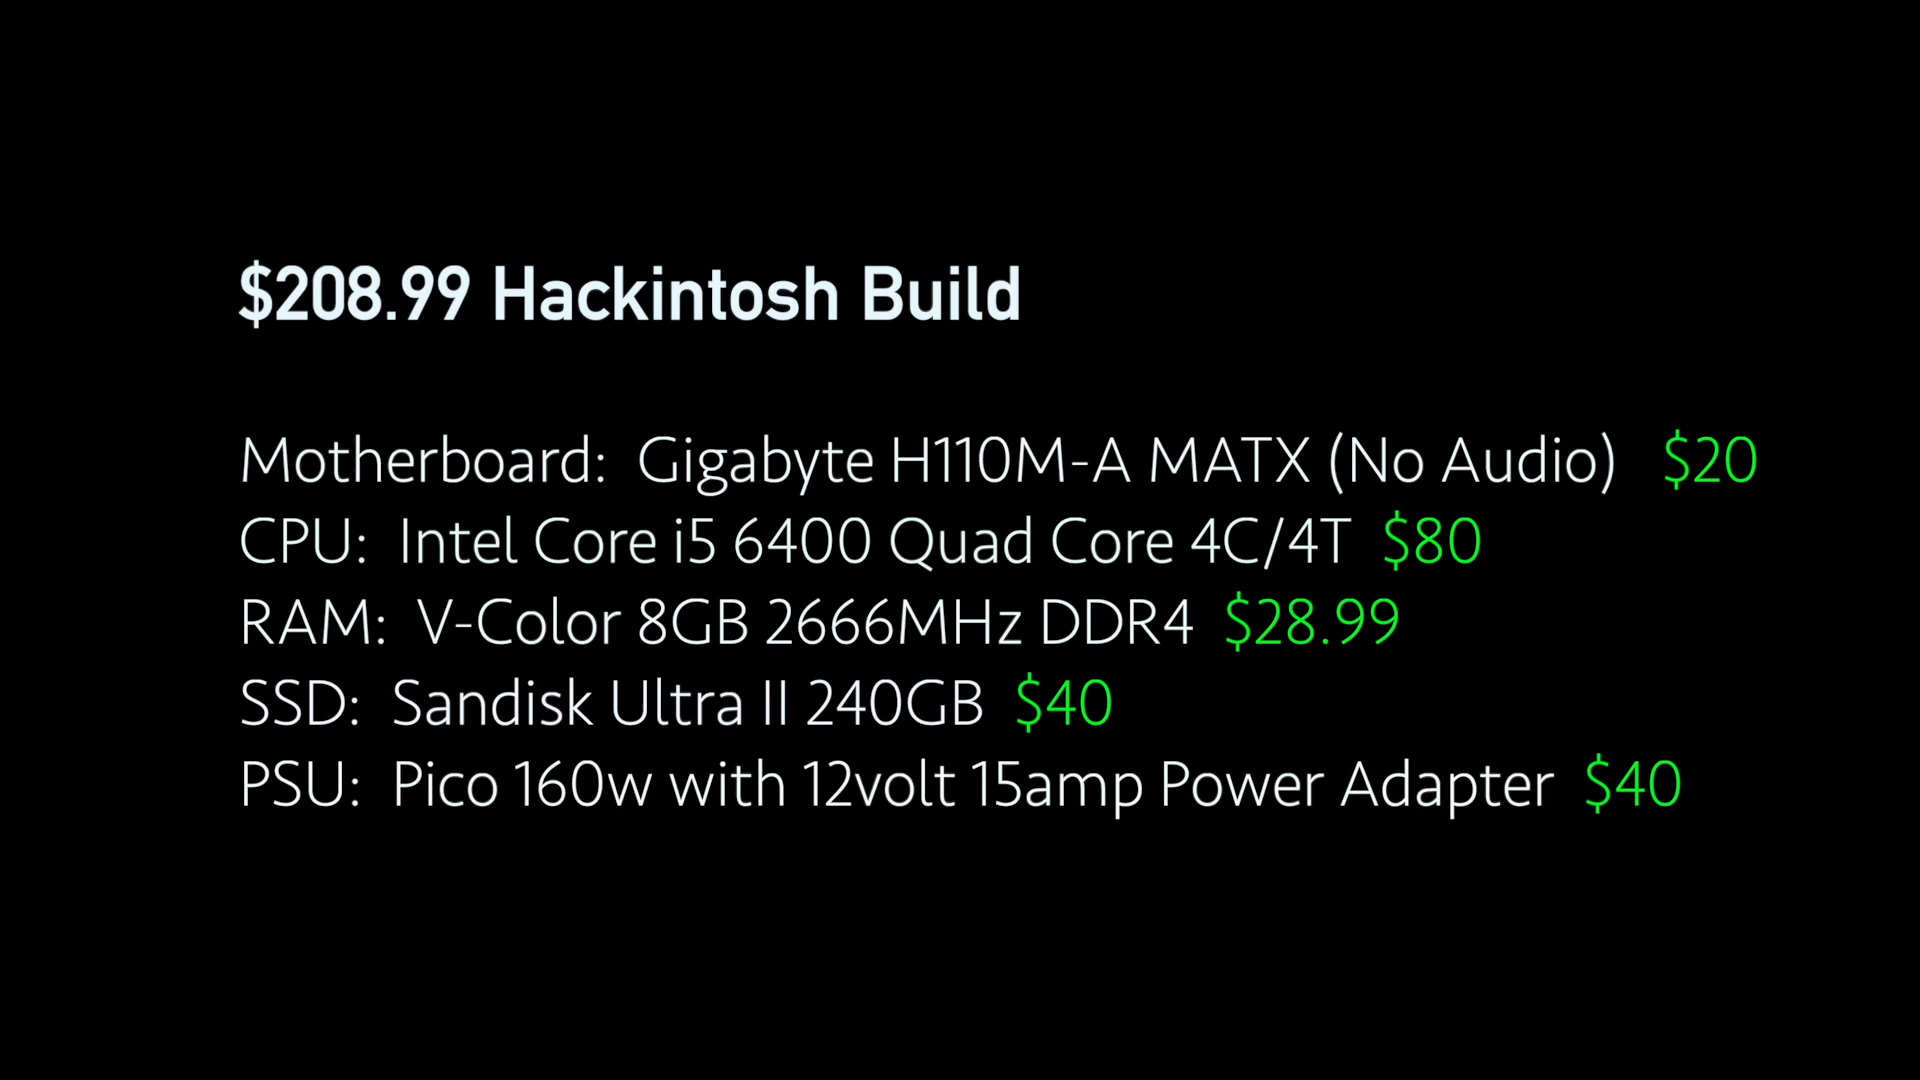 $208.99 Hackintosh Build
Motherboard: Gigabyte H110M-A MATX (No Audio) $20
CPU: Intel Core i5 6400 Quad Core 4C/4T $80
RAM: V-Color 8GB 2666MHz DDR4 $28.99
SSD: Sandisk Ultra II 240GB $40
PSU: Pico 160w with 12volt 15amp Power Adapter $40